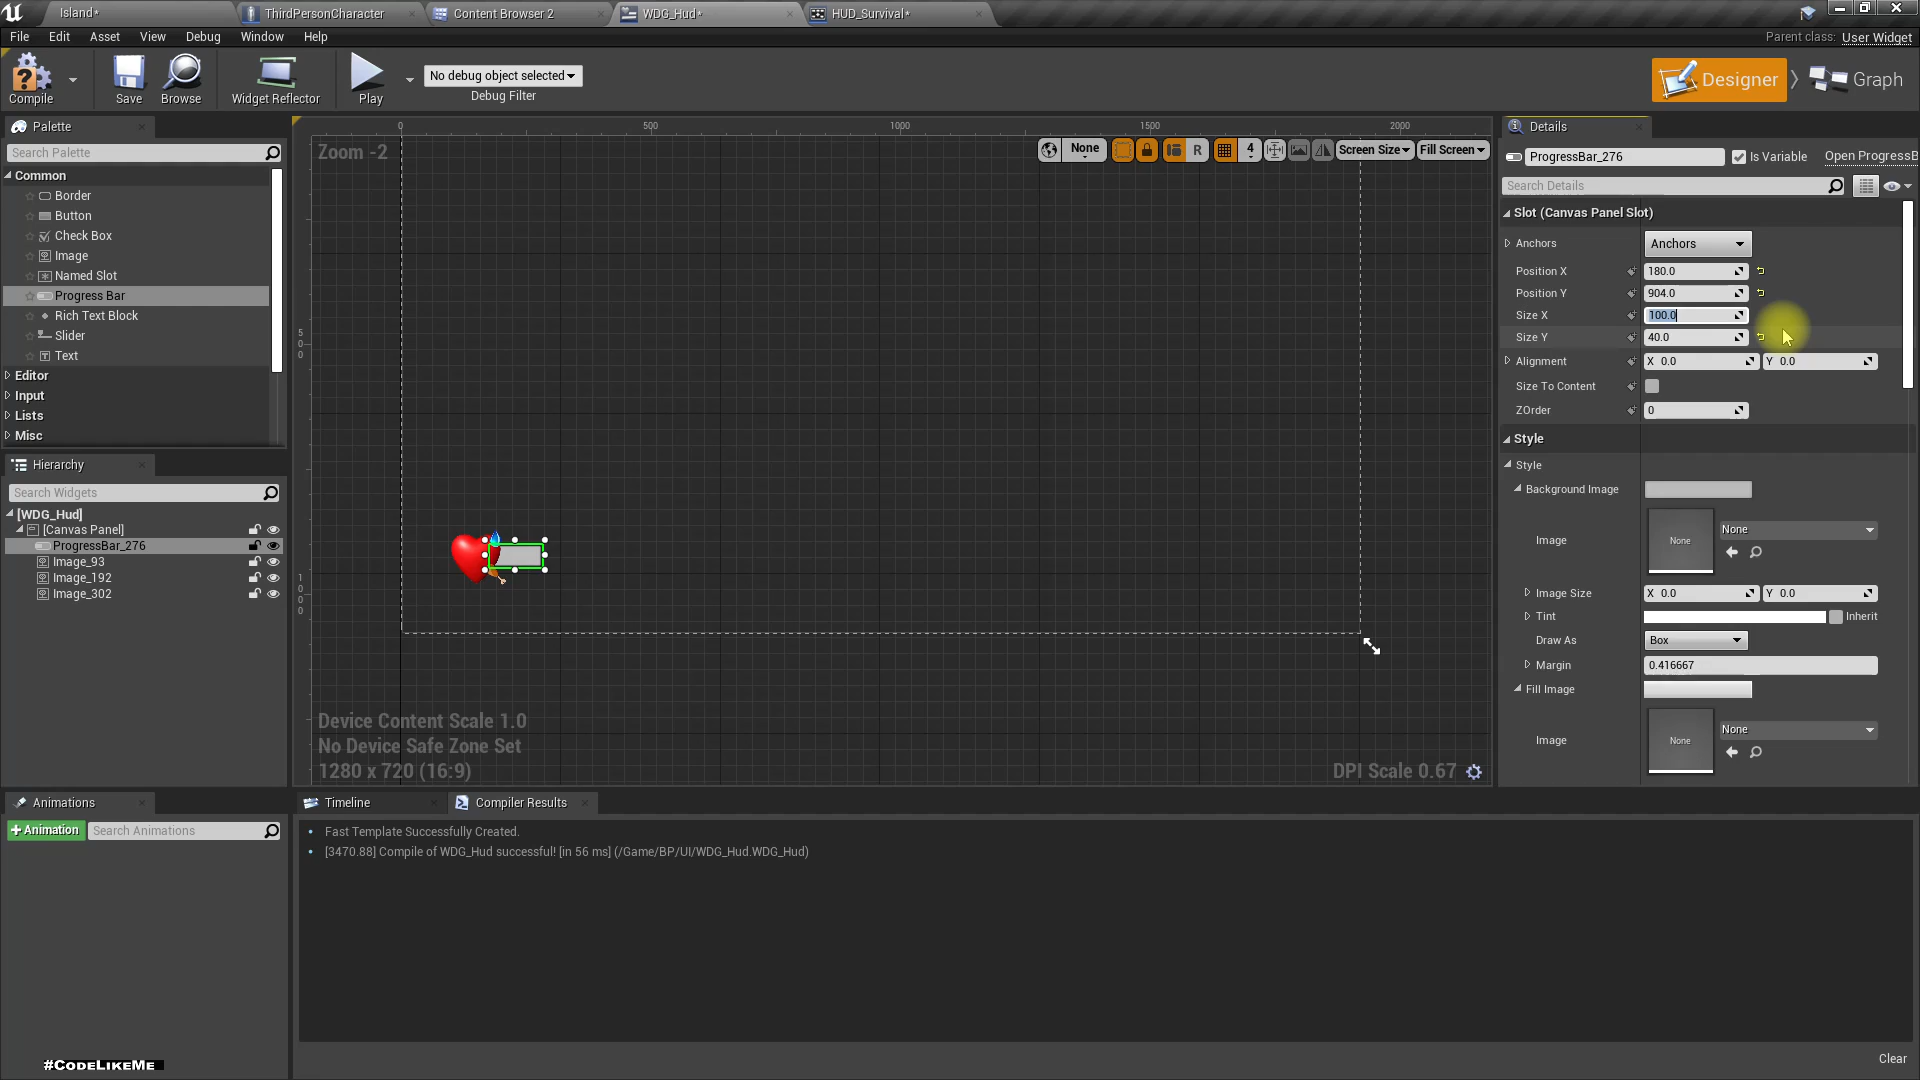 Island*
ThirdPersonCharacter
Content Browser 2
WDG_Hud*
HUD_Survival*
File Edit Asset View Debug Window Help
Parent class: User Widget
Compile
Save
Browse
Widget Reflector
Play
No debug object selected
Debug Filter
Designer
Graph
Palette
Search Palette
Common
Border
Button
Check Box
Image
Named Slot
Progress Bar
Rich Text Block
Slider
Text
Editor
Input
Lists
Misc
Hierarchy
Search Widgets
[WDG_Hud]
[Canvas Panel]
ProgressBar_276
Image_93
Image_192
Image_302
Animations
+Animation
Search Animations
0 500 1000 1500 2000
Zoom -2
None
R
4
Screen Size
Fill Screen
500
1000
Device Content Scale 1.0
No Device Safe Zone Set
1280 x 720 (16:9)
DPI Scale 0.67
Details
ProgressBar_276
Is Variable
Open ProgressB
Search Details
Slot (Canvas Panel Slot)
Anchors Anchors
Position X 180.0
Position Y 904.0
Size X 100.0
Size Y 40.0
Alignment X 0.0 Y 0.0
Size To Content
ZOrder 0
Style
Style
Background Image
Image None None
Image Size X 0.0 Y 0.0
Tint Inherit
Draw As Box
Margin 0.416667
Fill Image
Image None None
Timeline
Compiler Results
Fast Template Successfully Created.
[3470.88] Compile of WDG_Hud successful! [in 56 ms] (/Game/BP/UI/WDG_Hud.WDG_Hud)
Clear
#CodeLikeMe